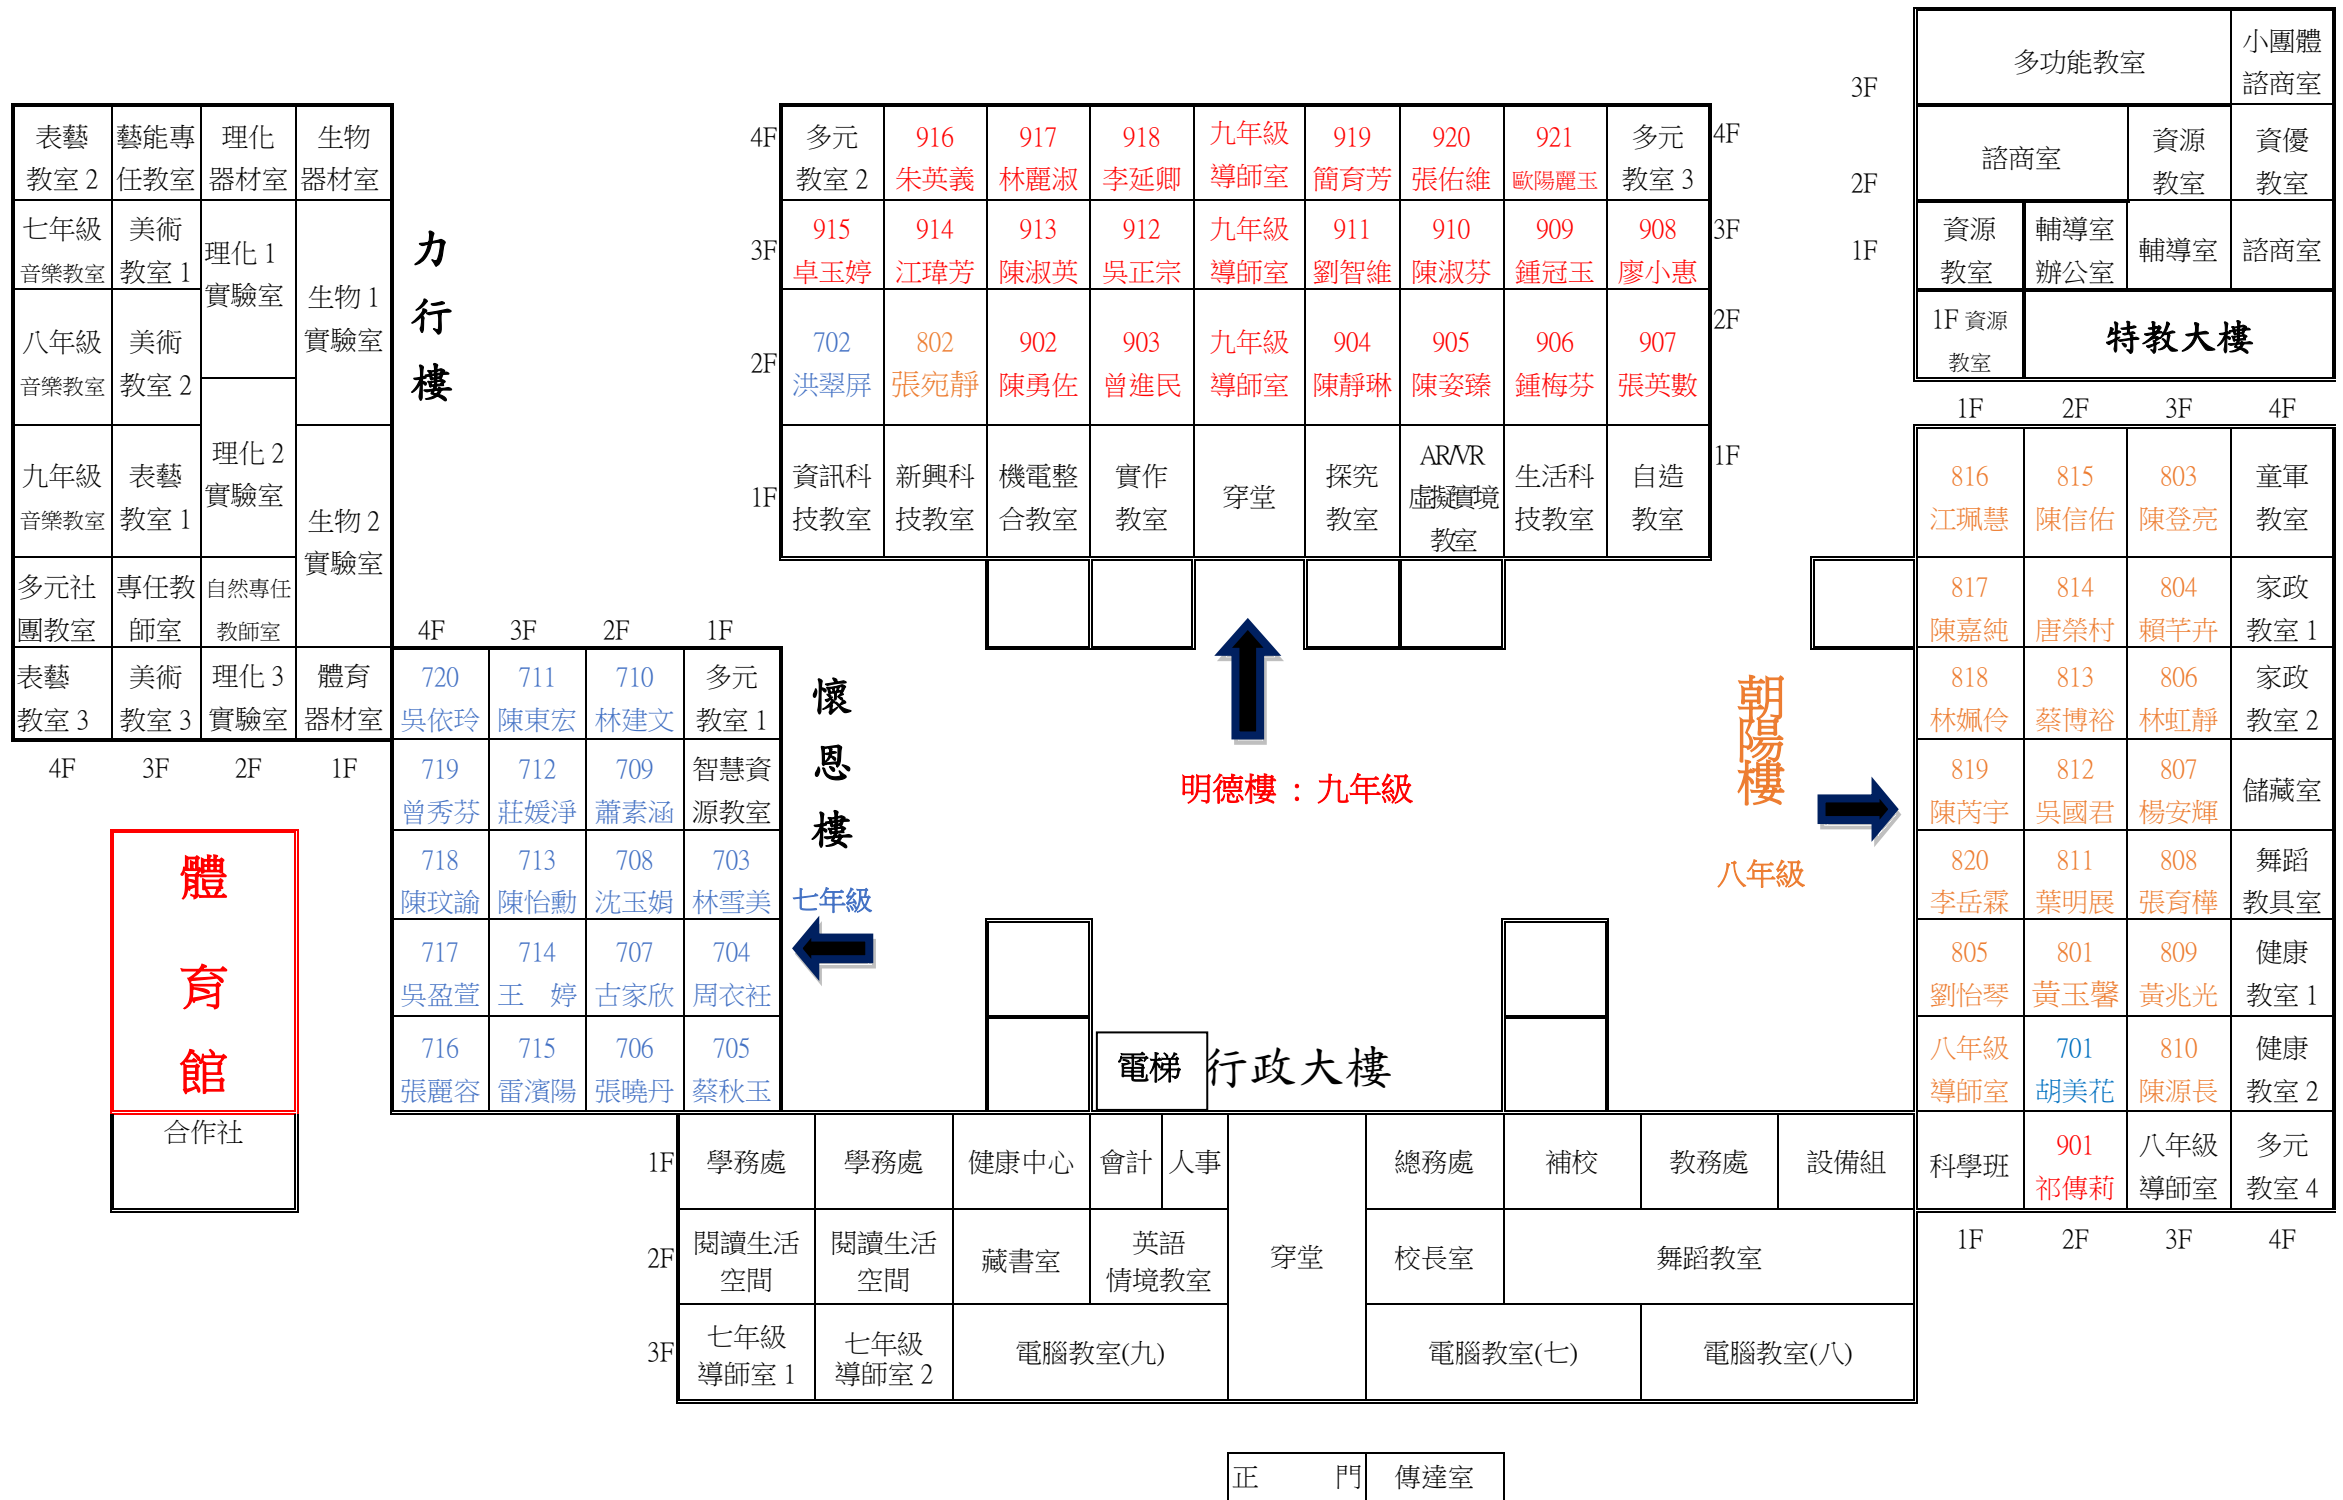 多功能教室
小團體
諮商室
3F
諮商室
資源
教室
資優
教室
2F
資源
教室
輔導室
辦公室
輔導室
諮商室
1F
1F 資源
教室
特教大樓
表藝
教室 2
藝能專
任教室
理化
器材室
生物
器材室
七年級
音樂教室
美術
教室 1
理化 1
實驗室
生物 1
實驗室
八年級
音樂教室
美術
教室 2
九年級
音樂教室
表藝
教室 1
理化 2
實驗室
生物 2
實驗室
多元社
團教室
專任教
師室
自然專任
教師室
表藝
教室 3
美術
教室 3
理化 3
實驗室
體育
器材室
4F 3F 2F 1F
力
行
樓
4F
多元
教室 2
916
朱英義
917
林麗淑
918
李延卿
九年級
導師室
919
簡育芳
920
張佑維
921
歐陽麗玉
多元
教室 3
4F
3F
915
卓玉婷
914
江瑋芳
913
陳淑英
912
吳正宗
九年級
導師室
911
劉智維
910
陳淑芬
909
鍾冠玉
908
廖小惠
3F
2F
702
洪翠屏
802
張宛靜
902
陳勇佐
903
曾進民
九年級
導師室
904
陳靜琳
905
陳姿臻
906
鍾梅芬
907
張英數
2F
1F
資訊科
技教室
新興科
技教室
機電整
合教室
實作
教室
穿堂
探究
教室
AR/VR
虛擬實境
教室
生活科
技教室
自造
教室
1F
明德樓：九年級
4F 3F 2F 1F
720
吳依玲
711
陳東宏
710
林建文
多元
教室 1
719
曾秀芬
712
莊媛淨
709
蕭素涵
智慧資
源教室
718
陳玟諭
713
陳怡勳
708
沈玉娟
703
林雪美
717
吳盈萱
714
王 婷
707
古家欣
704
周衣衽
716
張麗容
715
雷濱陽
706
張曉丹
705
蔡秋玉
懷
恩
樓
七年級
朝
陽
樓
八年級
1F 2F 3F 4F
816
江珮慧
815
陳信佑
803
陳登亮
童軍
教室
817
陳嘉純
814
唐榮村
804
賴芊卉
家政
教室 1
818
林姵伶
813
蔡博裕
806
林虹靜
家政
教室 2
819
陳芮宇
812
吳國君
807
楊安輝
儲藏室
820
李岳霖
811
葉明展
808
張育樺
舞蹈
教具室
805
劉怡琴
801
黃玉馨
809
黃兆光
健康
教室 1
八年級
導師室
701
胡美花
810
陳源長
健康
教室 2
科學班
901
祁傳莉
八年級
導師室
多元
教室 4
1F 2F 3F 4F
體
育
館
合作社
電梯
行政大樓
1F
學務處
學務處
健康中心
會計
人事
總務處
補校
教務處
設備組
2F
閱讀生活
空間
閱讀生活
空間
藏書室
英語
情境教室
穿堂
校長室
舞蹈教室
3F
七年級
導師室 1
七年級
導師室 2
電腦教室(九)
電腦教室(七)
電腦教室(八)
正 門
傳達室